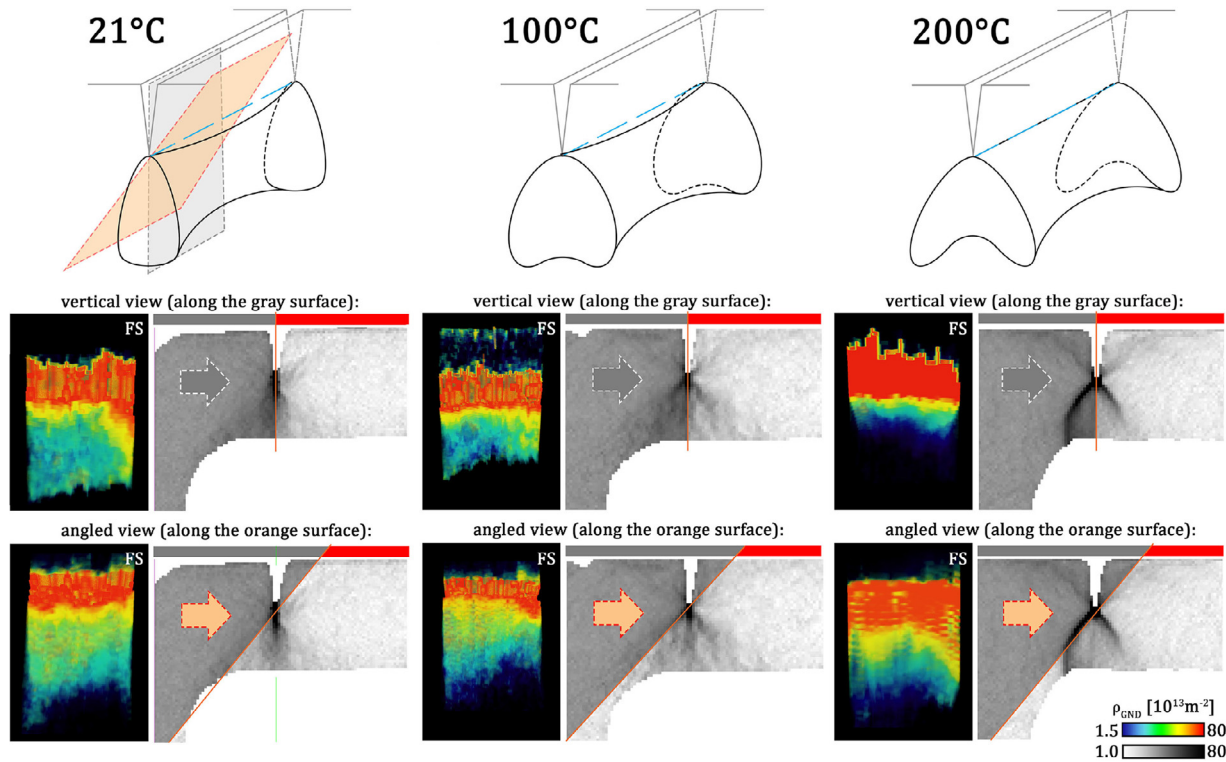 21°C
100°C
200°C
vertical view (along the gray surface):
vertical view (along the gray surface):
vertical view (along the gray surface):
FS
FS
FS
angled view (along the orange surface):
angled view (along the orange surface):
angled view (along the orange surface):
FS
FS
FS
ρGND [10¹³m⁻²]
1.5 80
1.0 80